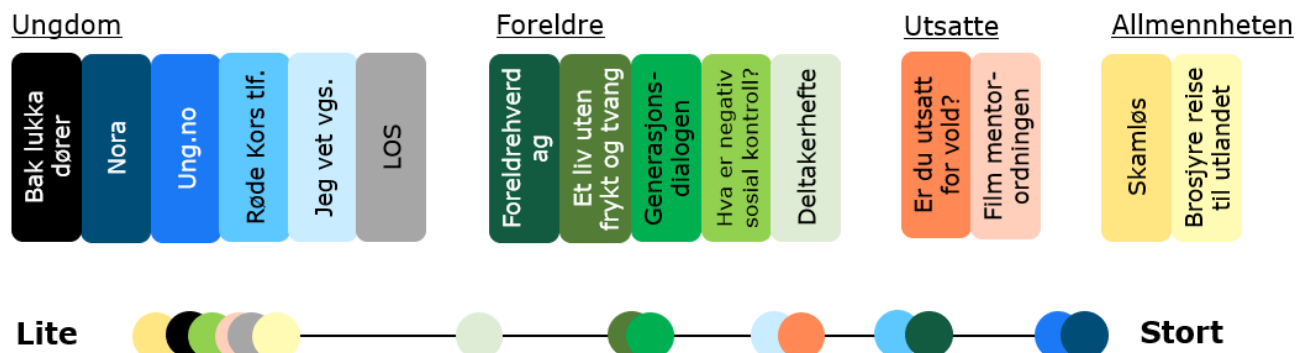 Ungdom
Foreldre
Utsatte
Allmennheten
Bak lukka
dører
Nora
Ung.no
Røde Kors tlf.
Jeg vet vgs.
LOS
Foreldrehverd
ag
Et liv uten
frykt og tvang
Generasjons-
dialogen
Hva er negativ
sosial kontroll?
Deltakerhefte
Er du utsatt
for vold?
Film mentor-
ordningen
Skamløs
Brosjyre reise
til utlandet
Lite
Stort